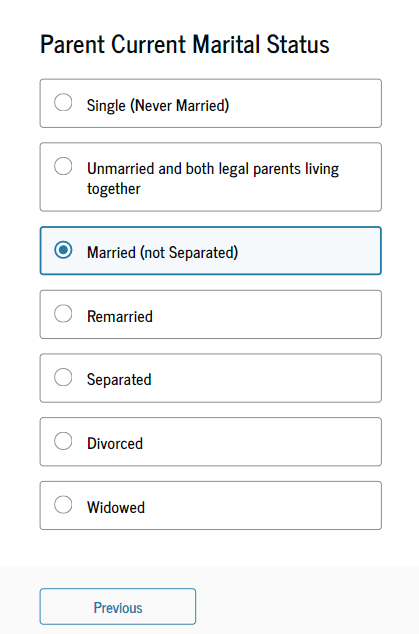 Parent Current Marital Status
Single (Never Married)
Unmarried and both legal parents living
together
Married (not Separated)
Remarried
Separated
Divorced
Widowed
Previous